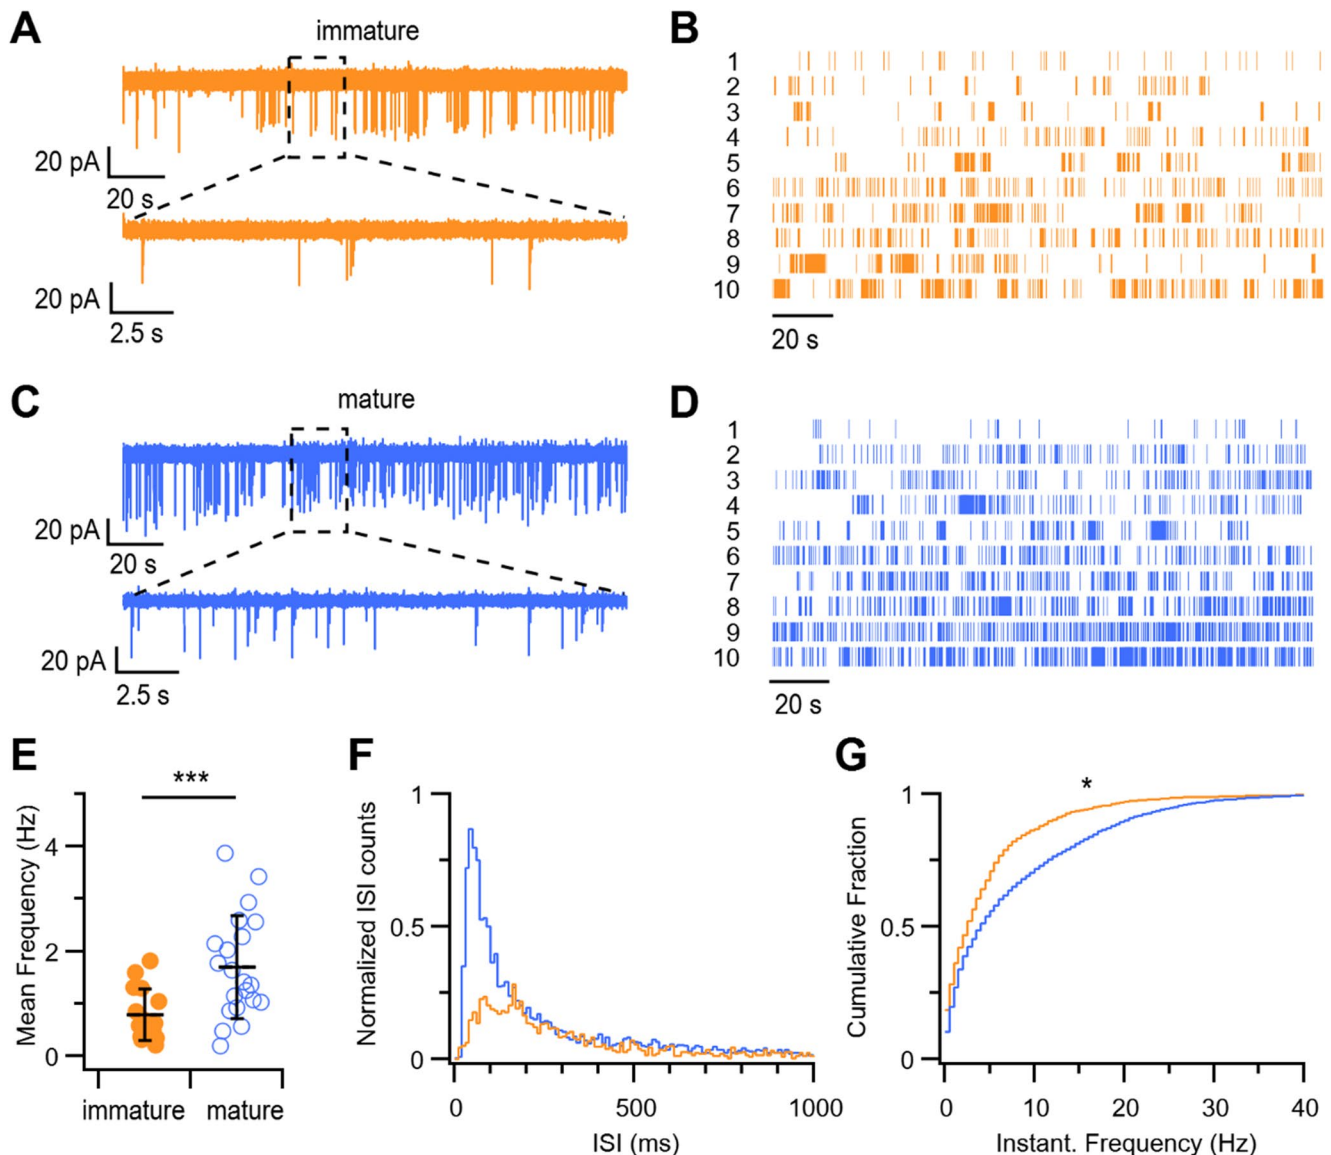 A
immature
20 pA
20 s
20 pA
2.5 s
B
1
2
3
4
5
6
7
8
9
10
20 s
C
mature
20 pA
20 s
20 pA
2.5 s
D
1
2
3
4
5
6
7
8
9
10
20 s
E
***
Mean Frequency (Hz)
4
2
0
immature
mature
F
Normalized ISI counts
1
0.5
0
0
500
1000
ISI (ms)
G
*
Cumulative Fraction
1
0.5
0
0
10
20
30
40
Instant. Frequency (Hz)